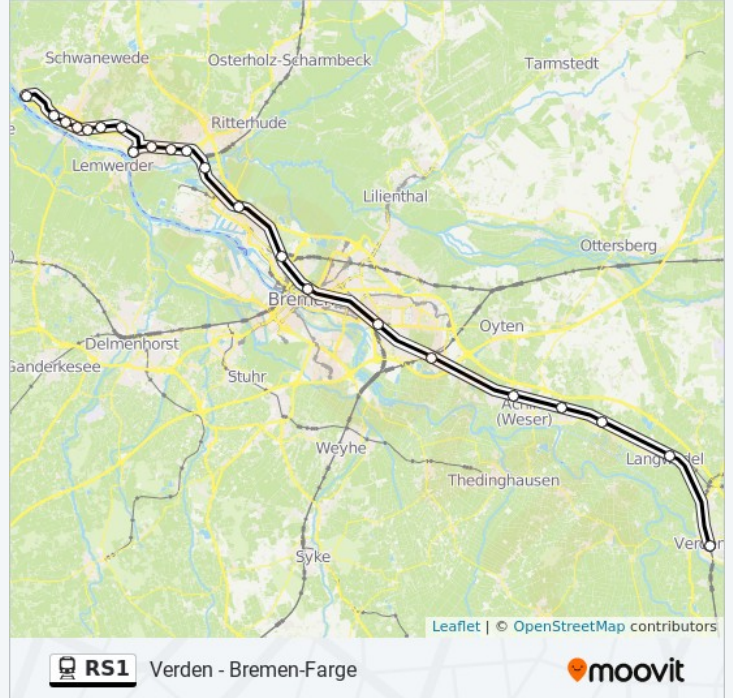 Schwanewede
Osterholz-Scharmbeck
Tarmstedt
Ritterhude
Lemwerder
Lilienthal
Ottersberg
Bremen
Oyten
Delmenhorst
Ganderkesee
Stuhr
(Weser)
Weyhe
Thedinghausen
Syke
Leaflet | © OpenStreetMap contributors
RS1 Verden - Bremen-Farge
moovit